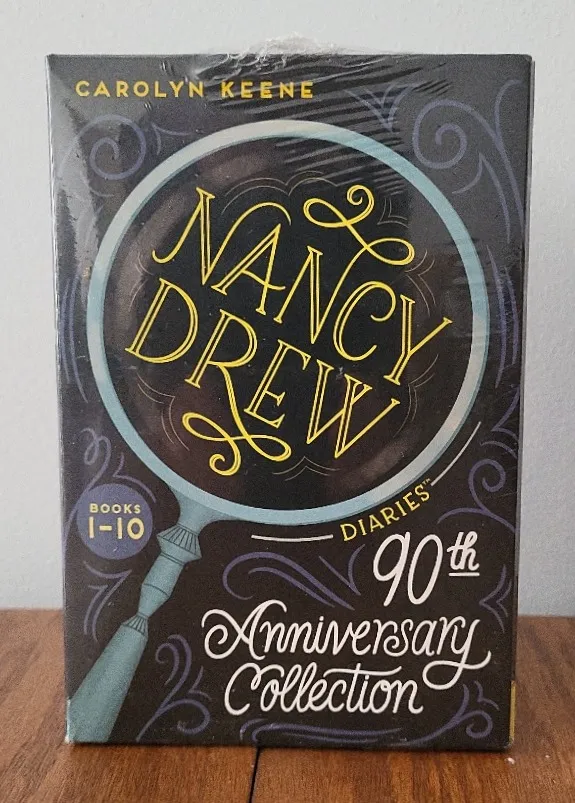 CAROLYN KEENE
NANCY
DREW
DIARIES™
BOOKS
1-10
90th
Anniversary
Collection